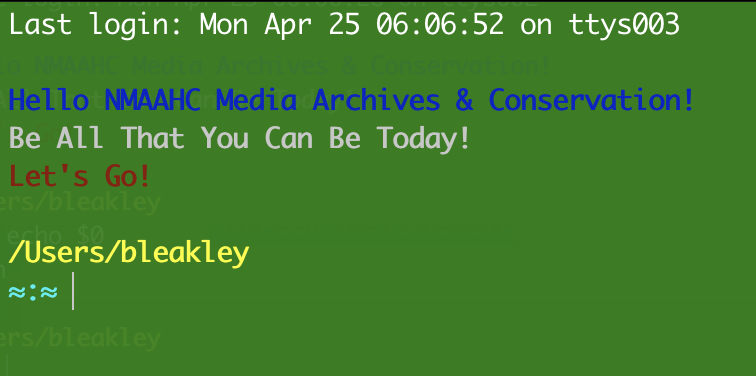 Last login: Mon Apr 25 06:06:52 on ttys003
Hello NMAAHC Media Archives & Conservation!
Be All That You Can Be Today!
Let's Go!
/Users/bleakley
≈:≈